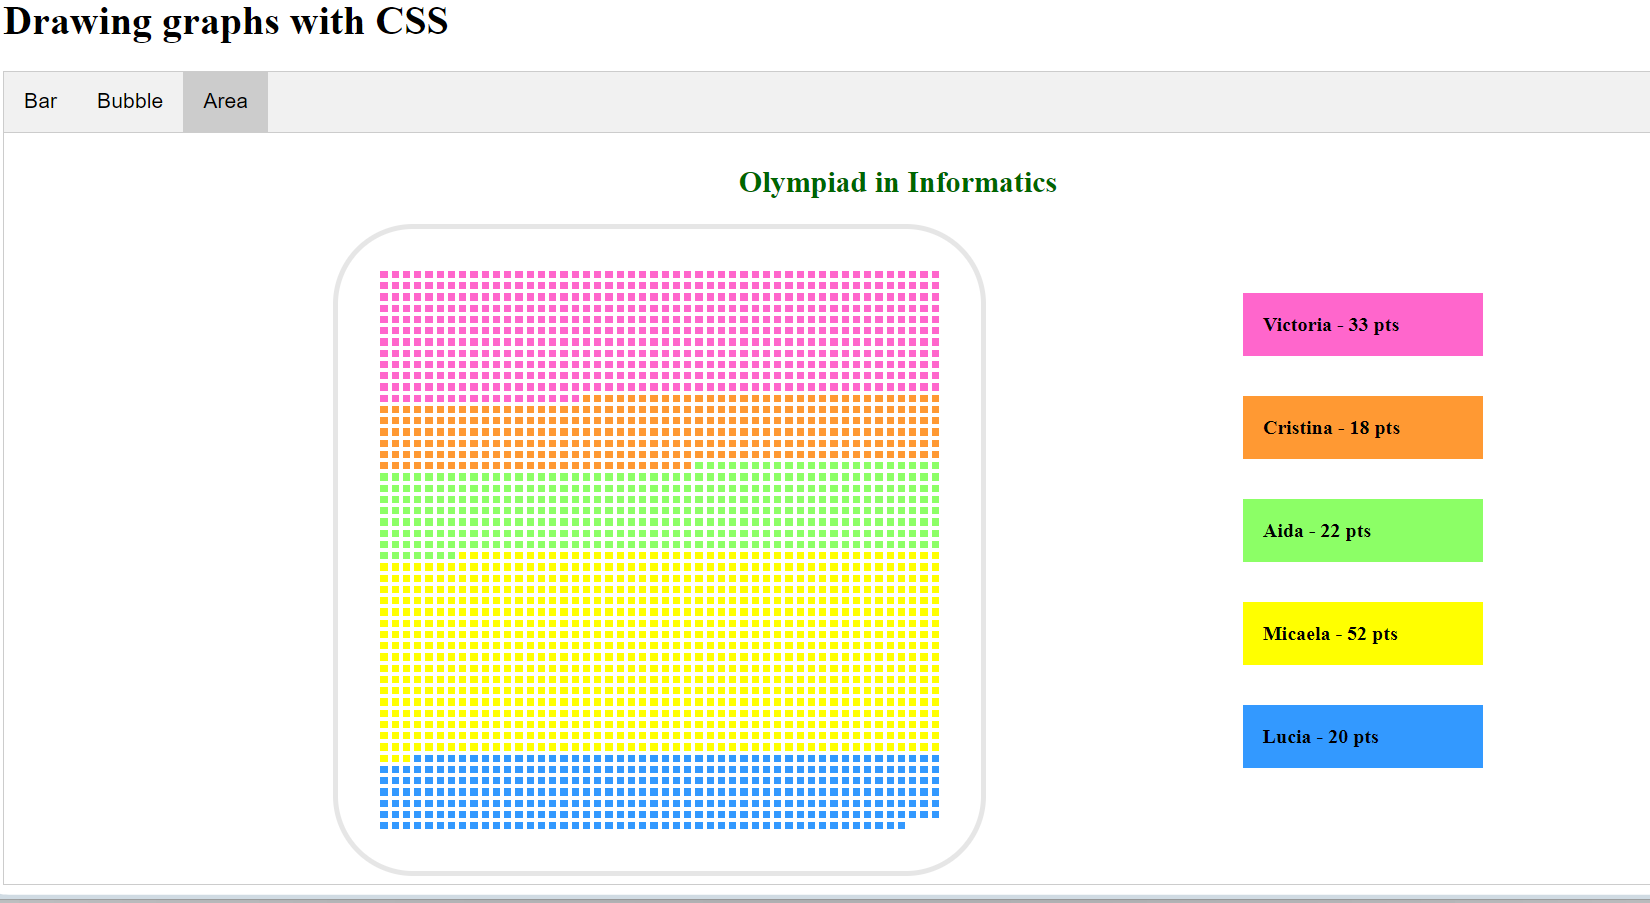 Drawing graphs with CSS
Bar Bubble Area
Olympiad in Informatics
Victoria - 33 pts
Cristina - 18 pts
Aida - 22 pts
Micaela - 52 pts
Lucia - 20 pts